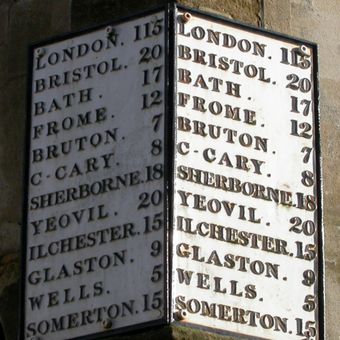 LONDON. 115
BRISTOL. 20
BATH. 17
FROME. 12
BRUTON. 7
C-CARY. 8
SHERBORNE. 18
YEOVIL. 20
ILCHESTER. 15
GLASTON. 9
WELLS. 5
SOMERTON. 15
LONDON. 115
BRISTOL. 20
BATH. 17
FROME. 12
BRUTON. 7
C-CARY. 8
SHERBORNE. 18
YEOVIL. 20
ILCHESTER. 15
GLASTON. 9
WELLS. 5
SOMERTON. 15